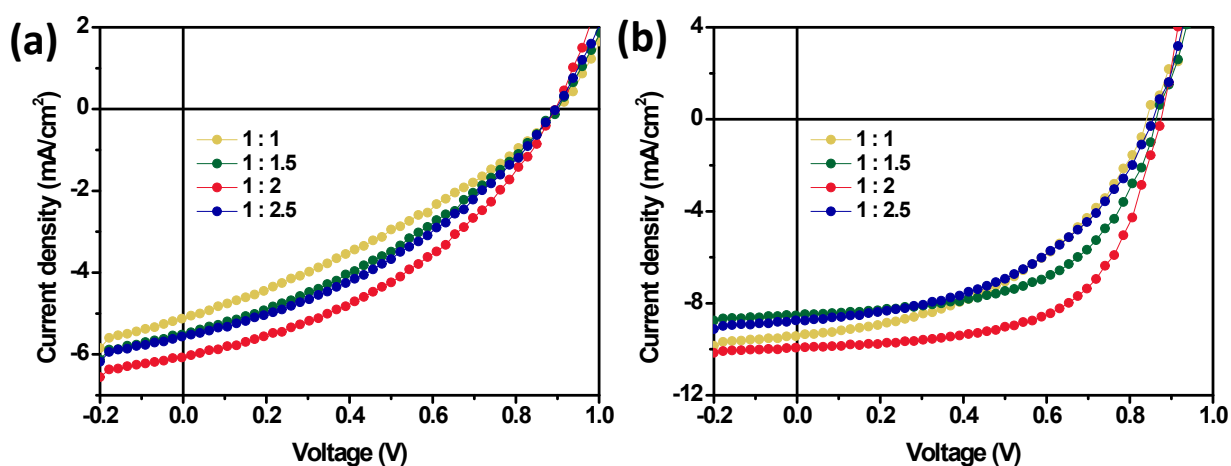 (a)
Current density (mA/cm²)
2
0
-2
-4
-6
1 : 1
1 : 1.5
1 : 2
1 : 2.5
-0.2 0.0 0.2 0.4 0.6 0.8 1.0
Voltage (V)
(b)
Current density (mA/cm²)
4
0
-4
-8
-12
1 : 1
1 : 1.5
1 : 2
1 : 2.5
-0.2 0.0 0.2 0.4 0.6 0.8 1.0
Voltage (V)